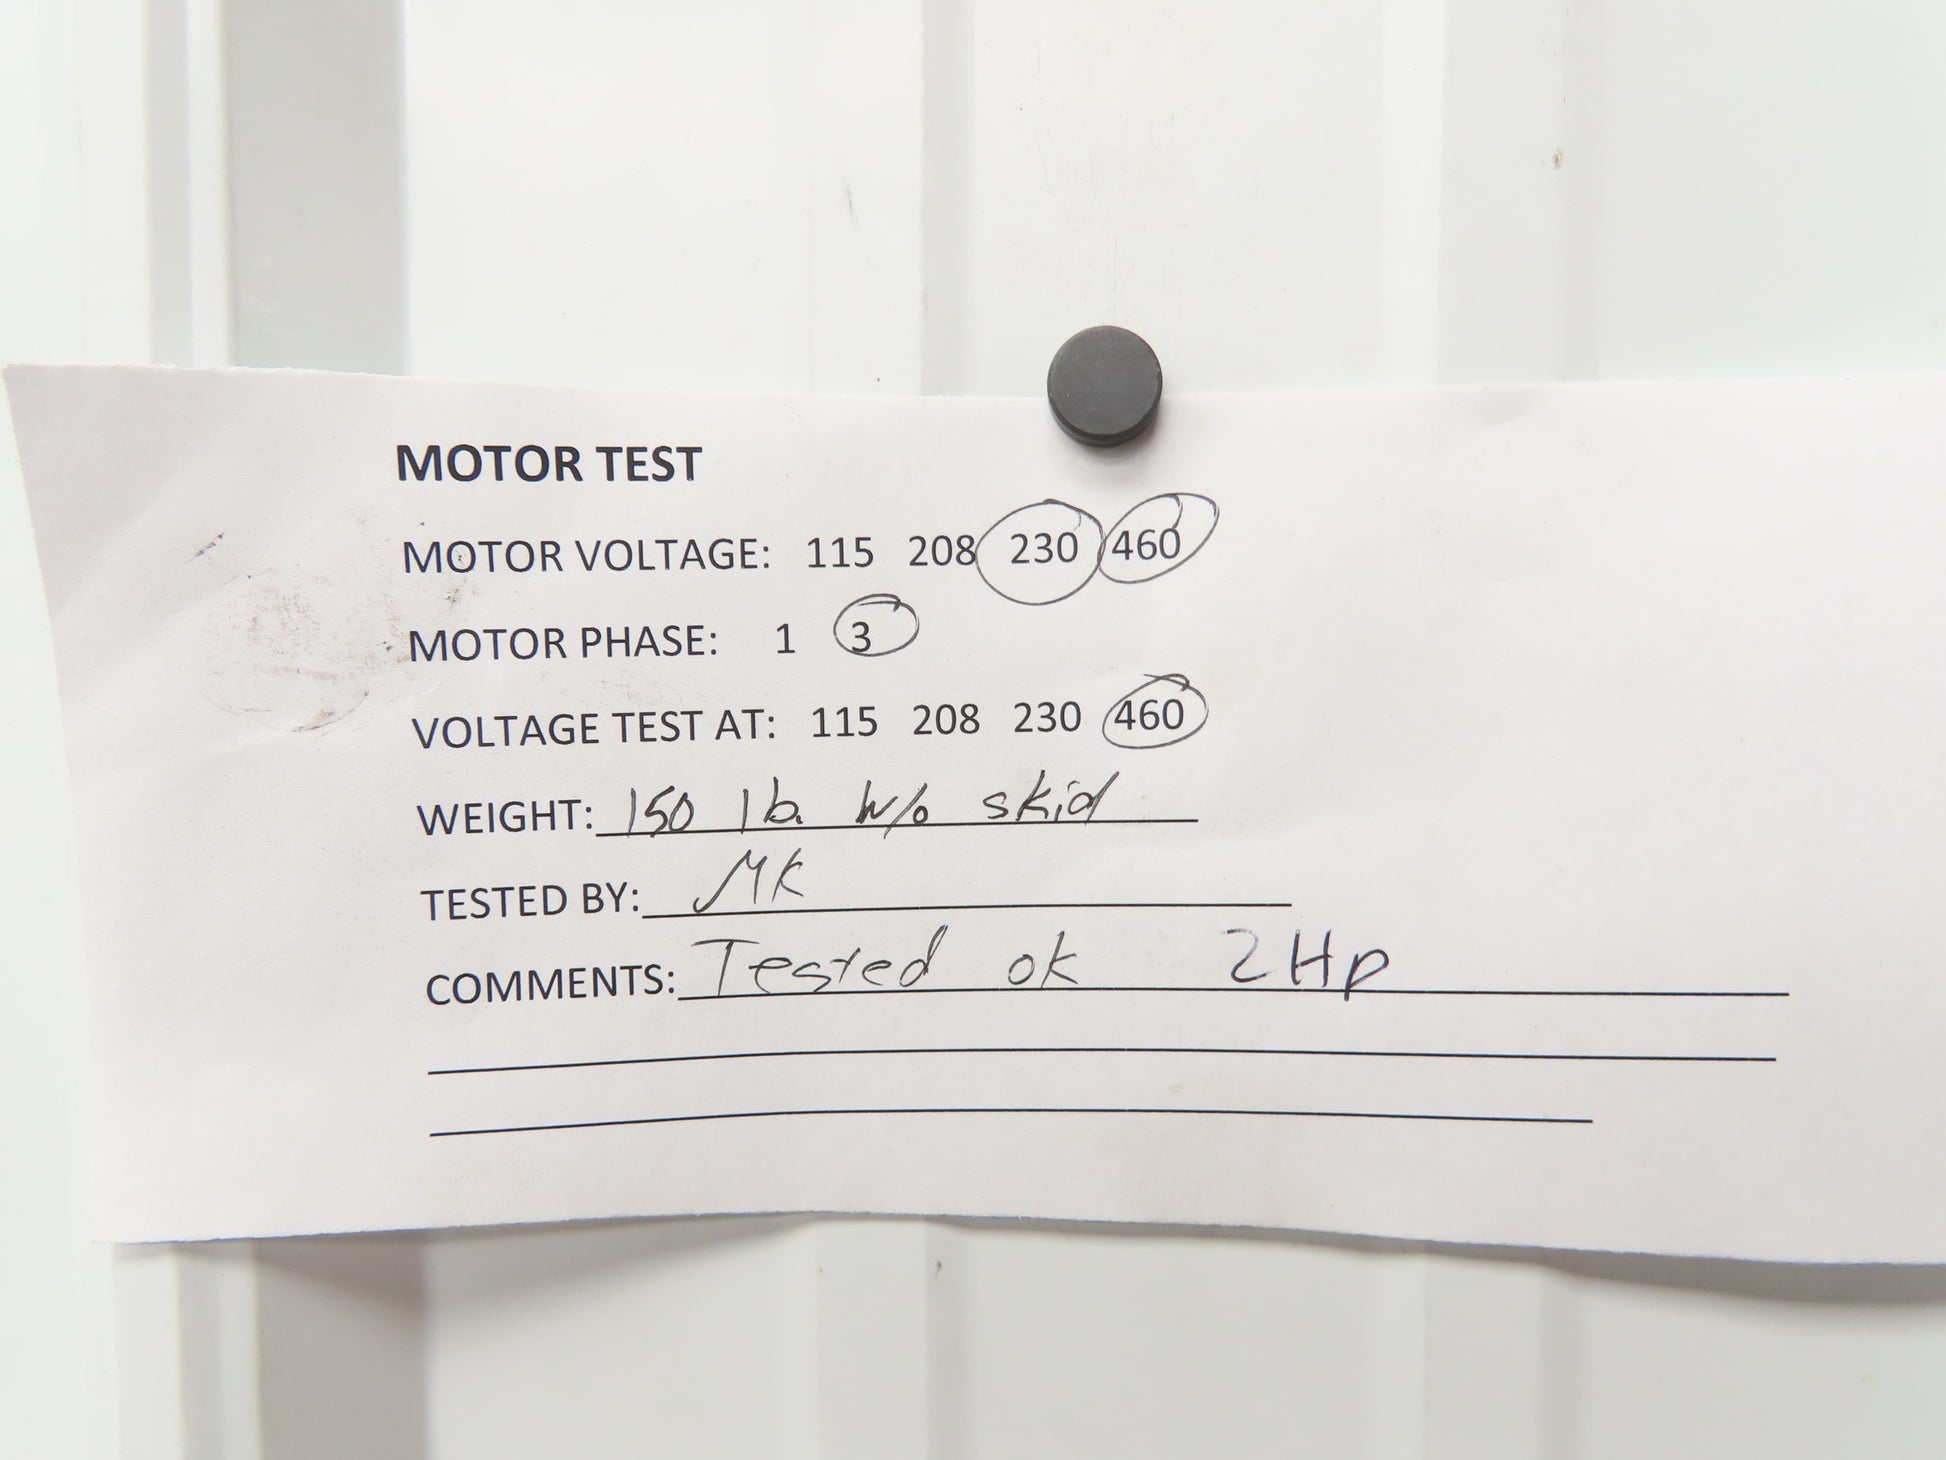 MOTOR TEST
MOTOR VOLTAGE: 115 208 230 460
MOTOR PHASE: 1 3
VOLTAGE TEST AT: 115 208 230 460
WEIGHT: 150 lb. w/o skid
TESTED BY: MK
COMMENTS: Tested ok 2Hp